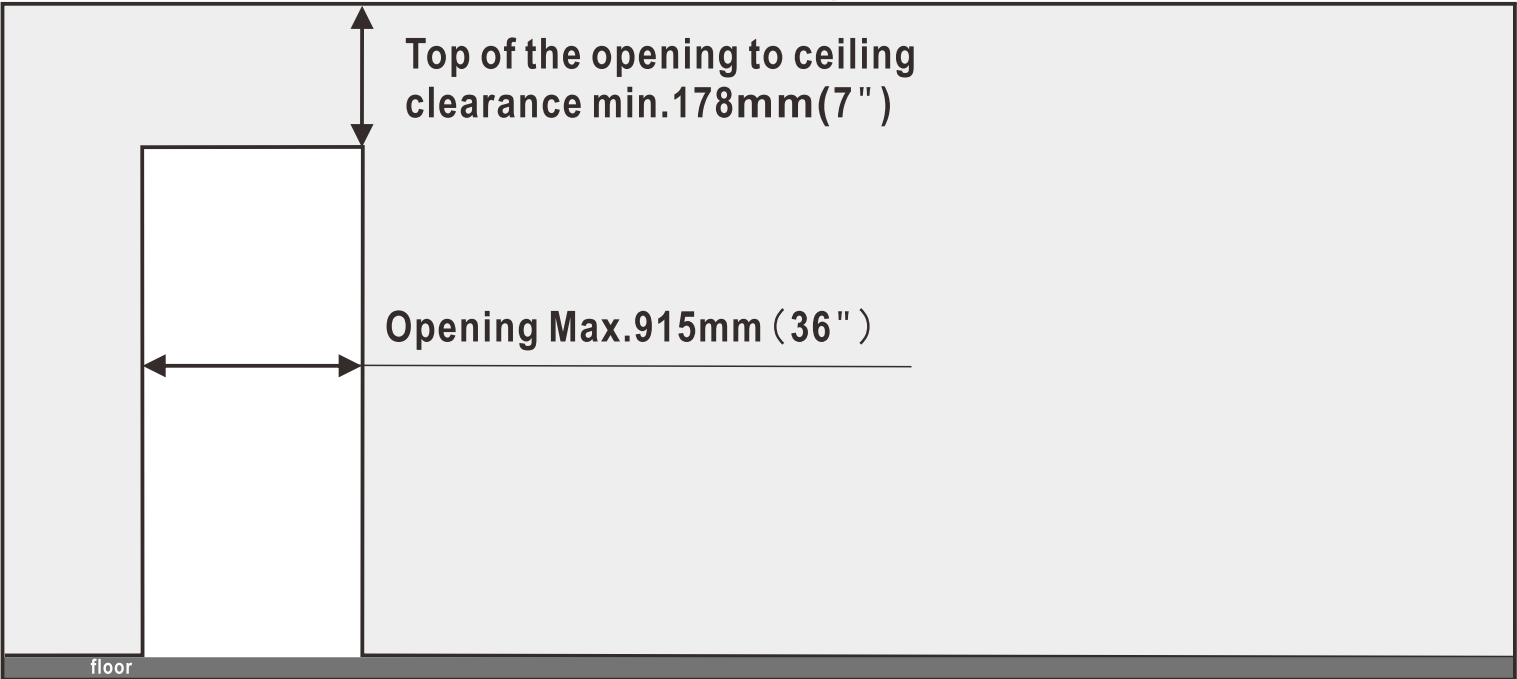 Top of the opening to ceiling
clearance min.178mm(7")
Opening Max.915mm（36"）
floor